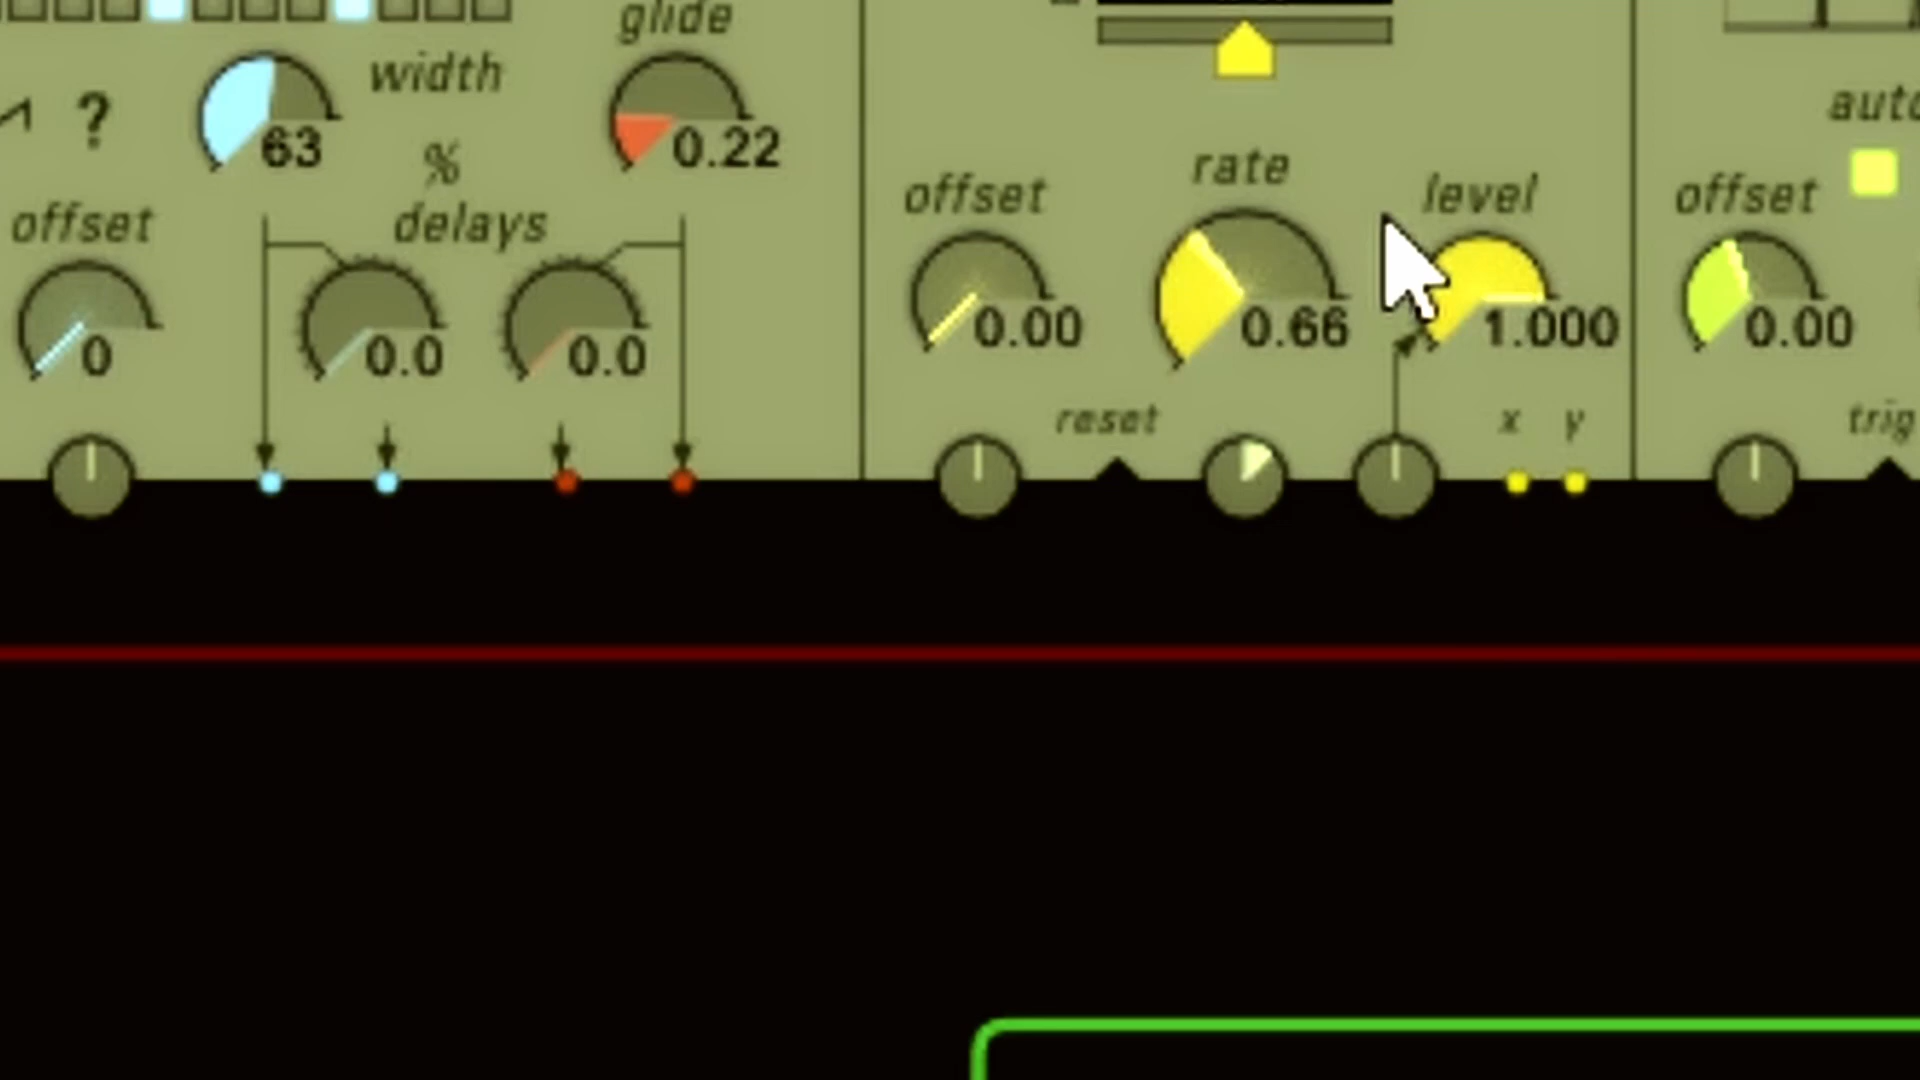 glide
width
?
63
%
0.22
auto
rate
offset
delays
offset
level
offset
0
0.0
0.0
0.00
0.66
1.000
0.00
reset
x y
trig